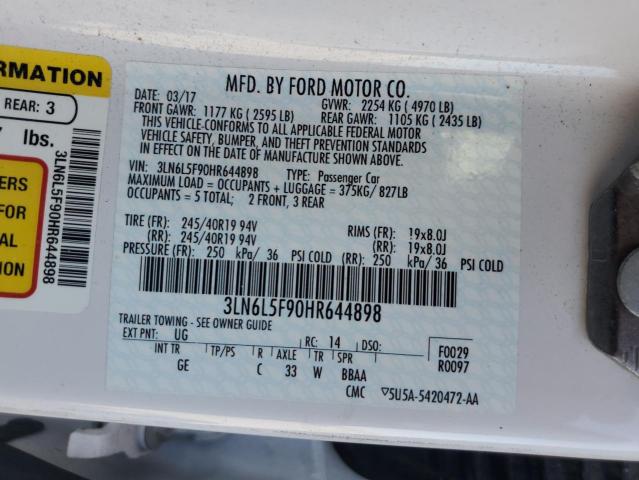 MFD. BY FORD MOTOR CO.
DATE: 03/17 GVWR: 2254 KG ( 4970 LB)
FRONT GAWR: 1177 KG ( 2595 LB) REAR GAWR: 1105 KG ( 2435 LB)
THIS VEHICLE CONFORMS TO ALL APPLICABLE FEDERAL MOTOR
VEHICLE SAFETY, BUMPER, AND THEFT PREVENTION STANDARDS IN
EFFECT ON THE DATE OF MANUFACTURE SHOWN ABOVE.
VIN: 3LN6L5F90HR644898 TYPE: Passenger Car
MAXIMUM LOAD = OCCUPANTS + LUGGAGE = 375KG/ 827LB
OCCUPANTS = 5 TOTAL; 2 FRONT, 3 REAR
TIRE (FR): 245/40R19 94V RIMS (FR): 19x8.0J
(RR): 245/40R19 94V (RR): 19x8.0J
PRESSURE (FR): 250 kPa/ 36 PSI COLD (RR): 250 kPa/ 36 PSI COLD
3LN6L5F90HR644898
TRAILER TOWING - SEE OWNER GUIDE
EXT PNT: UG RC: 14 DSO: F0029
R0097
INT TR TP/PS R AXLE TR SPR
GE C 33 W BBAA
CMC ▽5U5A-5420472-AA
ORMATION
REAR: 3
lbs.
ERS
FOR
AL
3LN6L5F90HR644898